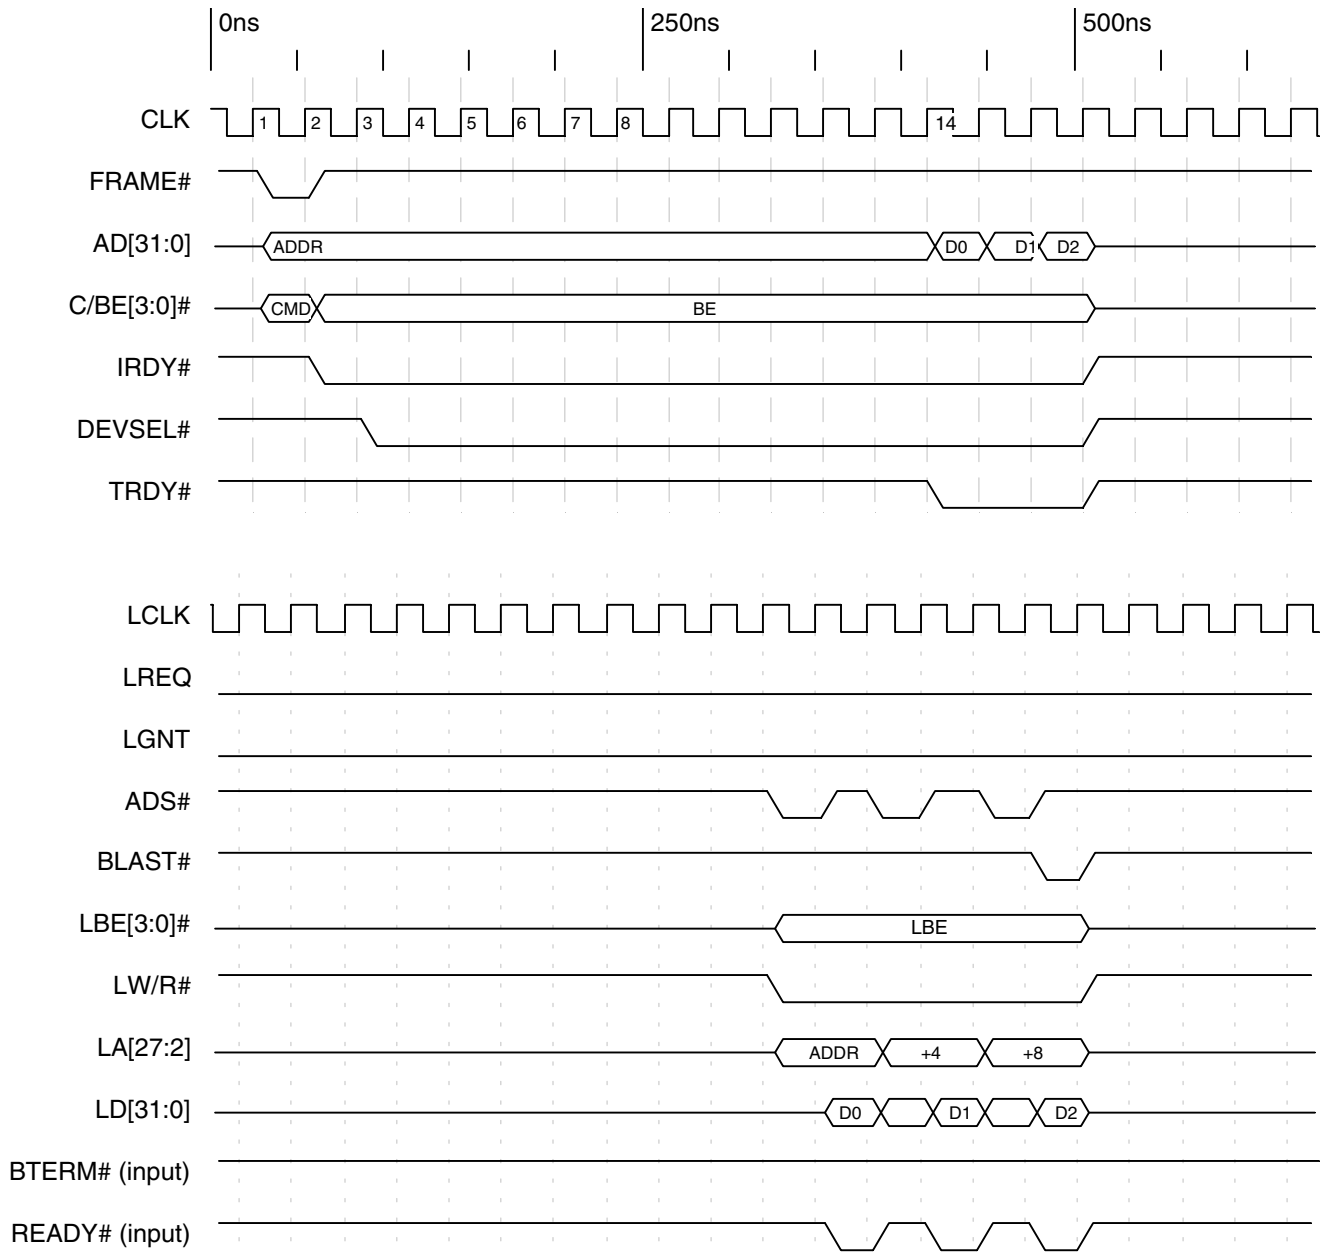 0ns 250ns 500ns
CLK 1 2 3 4 5 6 7 8 14
FRAME#
AD[31:0] ADDR D0 D1 D2
C/BE[3:0]# CMD BE
IRDY#
DEVSEL#
TRDY#
LCLK
LREQ
LGNT
ADS#
BLAST#
LBE[3:0]# LBE
LW/R#
LA[27:2] ADDR +4 +8
LD[31:0] D0 D1 D2
BTERM# (input)
READY# (input)